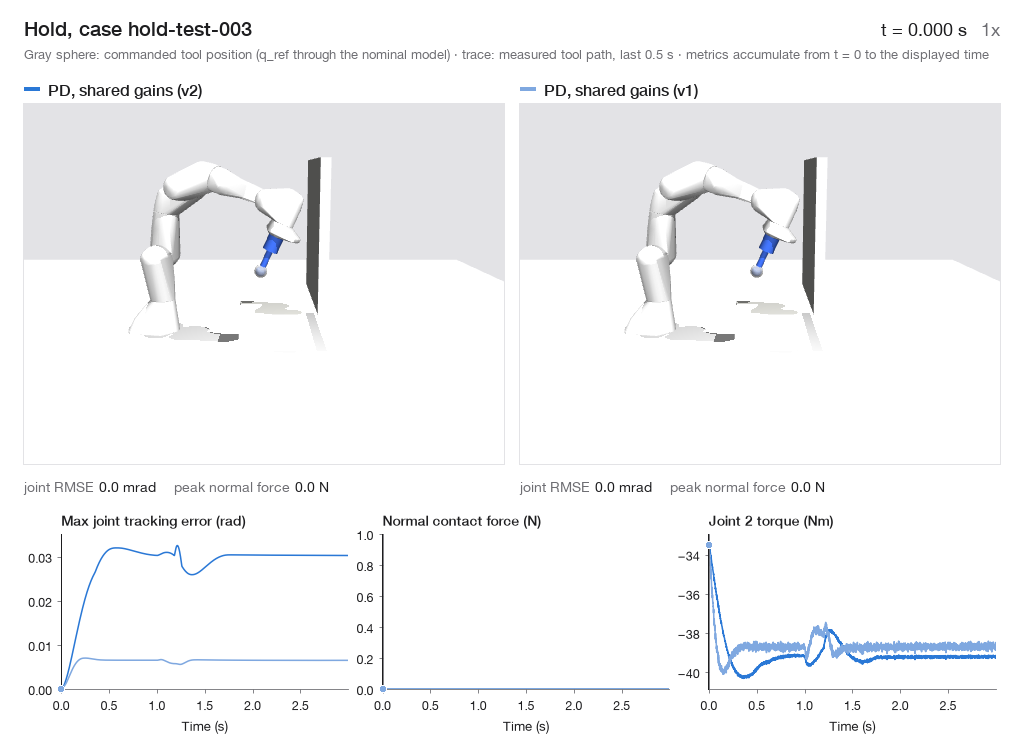 Hold, case hold-test-003
t = 0.000 s 1x
Gray sphere: commanded tool position (q_ref through the nominal model) · trace: measured tool path, last 0.5 s · metrics accumulate from t = 0 to the displayed time
PD, shared gains (v2)
PD, shared gains (v1)
joint RMSE 0.0 mrad peak normal force 0.0 N
joint RMSE 0.0 mrad peak normal force 0.0 N
Max joint tracking error (rad)
0.03
0.02
0.01
0.00
0.0 0.5 1.0 1.5 2.0 2.5
Time (s)
Normal contact force (N)
1.0
0.8
0.6
0.4
0.2
0.0
0.0 0.5 1.0 1.5 2.0 2.5
Time (s)
Joint 2 torque (Nm)
−34
−36
−38
−40
0.0 0.5 1.0 1.5 2.0 2.5
Time (s)